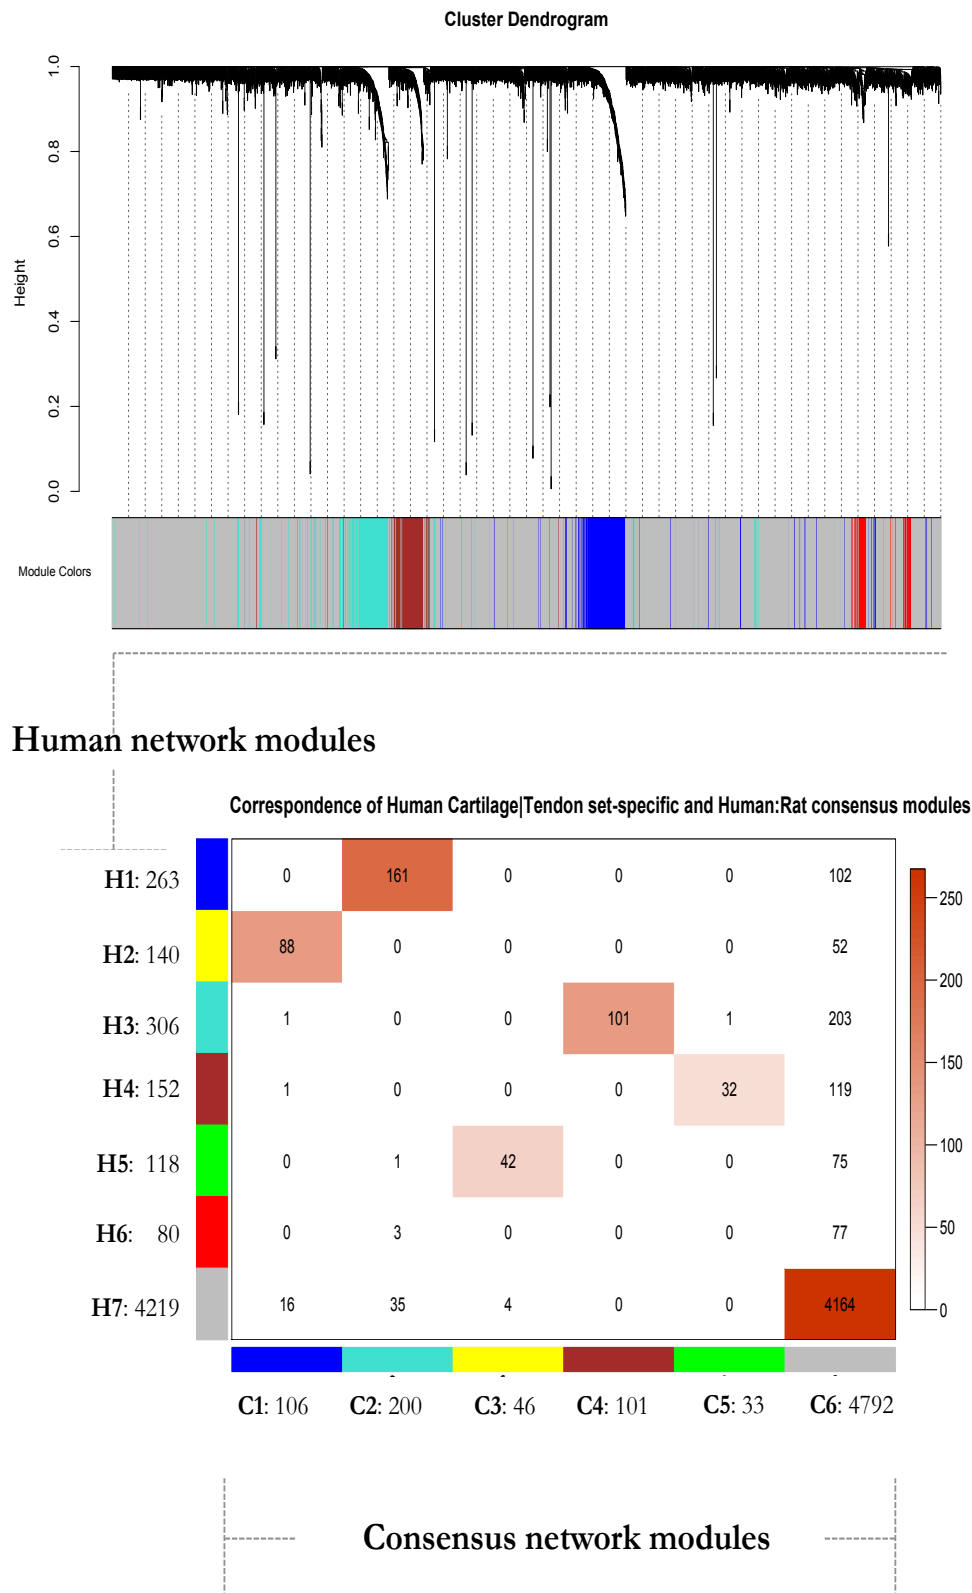 Cluster Dendrogram
1.0
0.8
0.6
0.4
0.2
0.0
Height
Module Colors
Human network modules
Correspondence of Human Cartilage|Tendon set-specific and Human:Rat consensus modules
H1: 263 0 161 0 0 0 102
H2: 140 88 0 0 0 0 52
H3: 306 1 0 0 101 1 203
H4: 152 1 0 0 0 32 119
H5: 118 0 1 42 0 0 75
H6: 80 0 3 0 0 0 77
H7: 4219 16 35 4 0 0 4164
250
200
150
100
50
0
C1: 106 C2: 200 C3: 46 C4: 101 C5: 33 C6: 4792
Consensus network modules